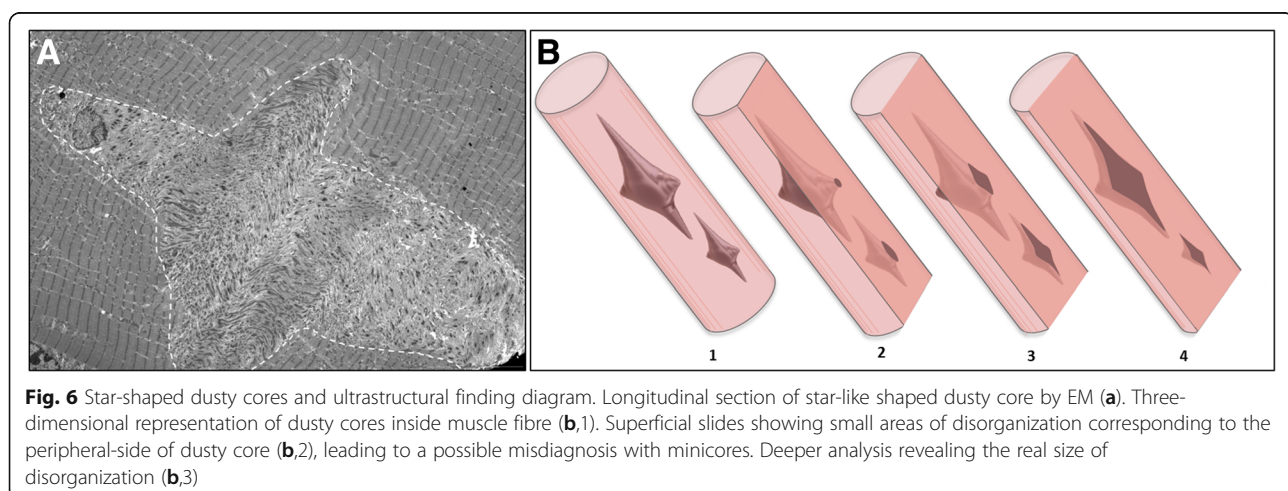 A
B
1
2
3
4
Fig. 6 Star-shaped dusty cores and ultrastructural finding diagram. Longitudinal section of star-like shaped dusty core by EM (a). Three-
dimensional representation of dusty cores inside muscle fibre (b,1). Superficial slides showing small areas of disorganization corresponding to the
peripheral-side of dusty core (b,2), leading to a possible misdiagnosis with minicores. Deeper analysis revealing the real size of
disorganization (b,3)